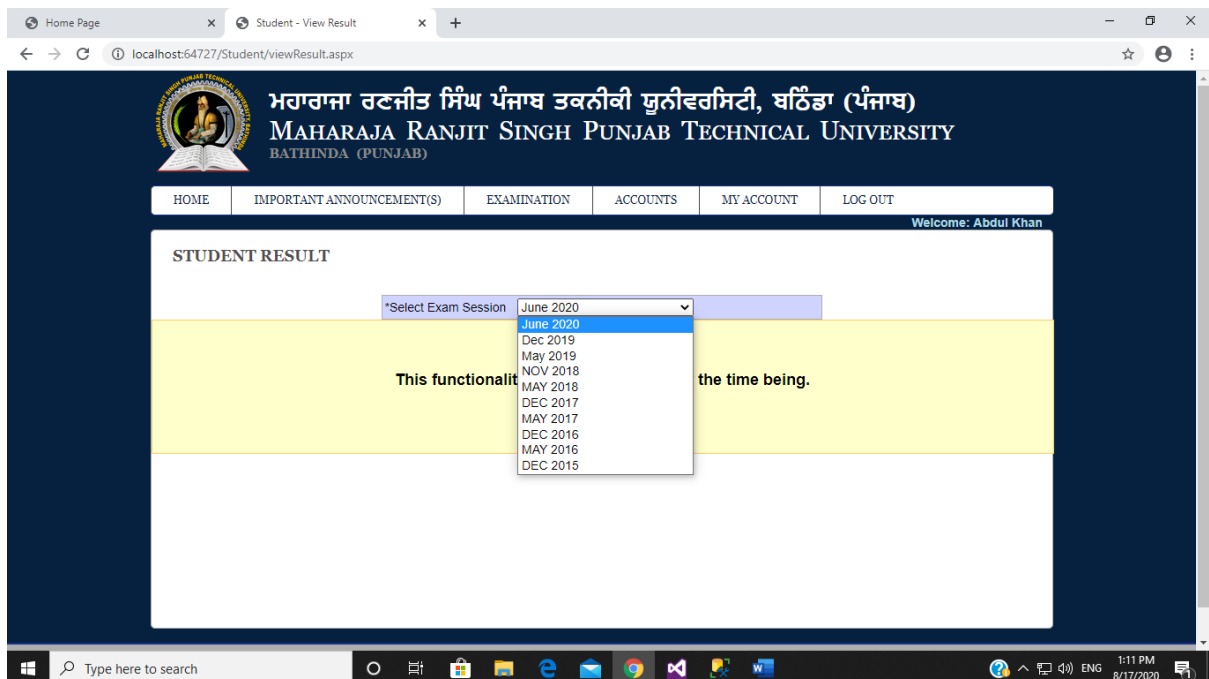 Home Page
Student - View Result
localhost:64727/Student/viewResult.aspx
ਮਹਾਰਾਜਾ ਰਣਜੀਤ ਸਿੰਘ ਪੰਜਾਬ ਤਕਨੀਕੀ ਯੂਨੀਵਰਸਿਟੀ, ਬਠਿੰਡਾ (ਪੰਜਾਬ)
MAHARAJA RANJIT SINGH PUNJAB TECHNICAL UNIVERSITY
BATHINDA (PUNJAB)
HOME IMPORTANT ANNOUNCEMENT(S) EXAMINATION ACCOUNTS MY ACCOUNT LOG OUT
Welcome: Abdul Khan
STUDENT RESULT
*Select Exam Session June 2020
June 2020
Dec 2019
May 2019
NOV 2018
This the time being.
MAY 2018
DEC 2017
MAY 2017
DEC 2016
MAY 2016
DEC 2015
Type here to search
ENG
1:11 PM
8/17/2020